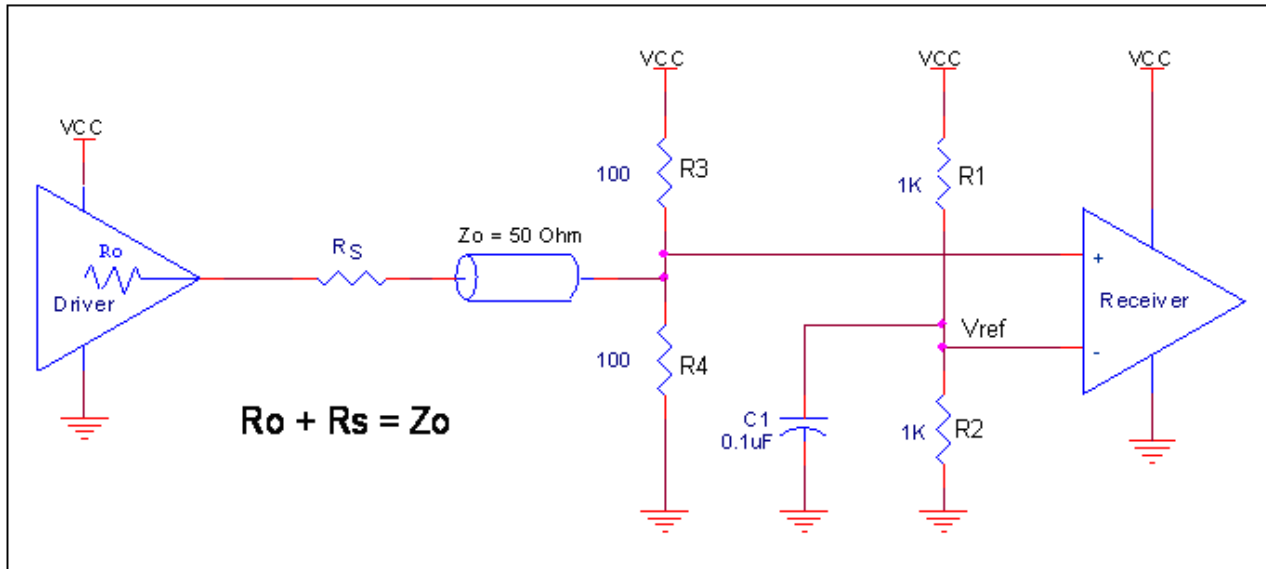 VCC
VCC
VCC
VCC
100
R3
1K
R1
Ro
Driver
RS
Zo = 50 Ohm
+
Receiver
Vref
-
100
R4
Ro + Rs = Zo
C1
0.1uF
1K
R2